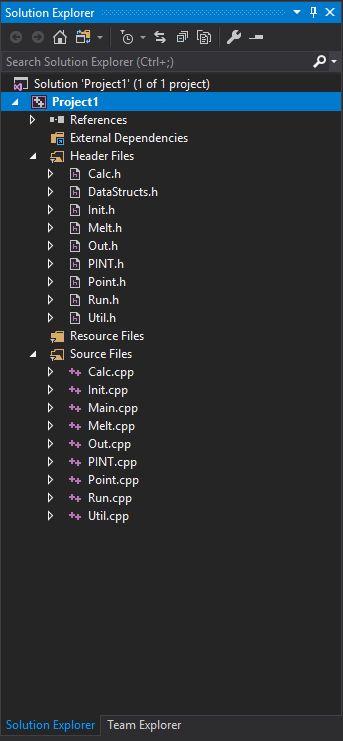 Solution Explorer
Search Solution Explorer (Ctrl+;)
Solution 'Project1' (1 of 1 project)
Project1
References
External Dependencies
Header Files
Calc.h
DataStructs.h
Init.h
Melt.h
Out.h
PINT.h
Point.h
Run.h
Util.h
Resource Files
Source Files
Calc.cpp
Init.cpp
Main.cpp
Melt.cpp
Out.cpp
PINT.cpp
Point.cpp
Run.cpp
Util.cpp
Solution Explorer Team Explorer